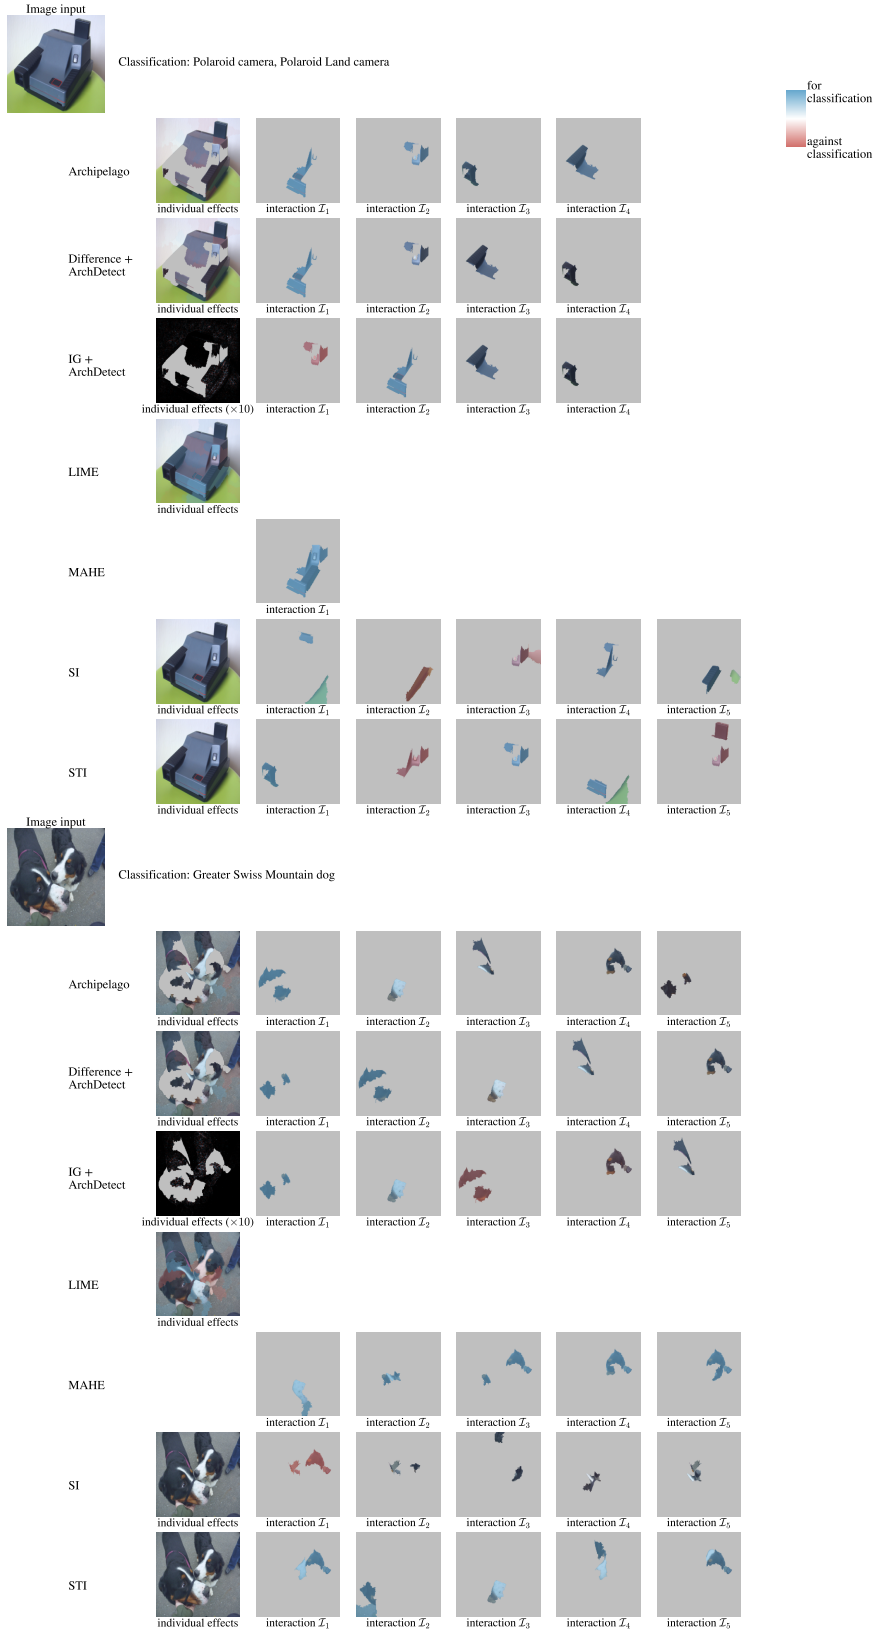 Image input
Classification: Polaroid camera, Polaroid Land camera
for
classification
against
classification
Archipelago
individual effects
interaction ℐ₁
interaction ℐ₂
interaction ℐ₃
interaction ℐ₄
Difference +
ArchDetect
individual effects
interaction ℐ₁
interaction ℐ₂
interaction ℐ₃
interaction ℐ₄
IG +
ArchDetect
individual effects (×10)
interaction ℐ₁
interaction ℐ₂
interaction ℐ₃
interaction ℐ₄
LIME
individual effects
MAHE
interaction ℐ₁
SI
individual effects
interaction ℐ₁
interaction ℐ₂
interaction ℐ₃
interaction ℐ₄
interaction ℐ₅
STI
individual effects
interaction ℐ₁
interaction ℐ₂
interaction ℐ₃
interaction ℐ₄
interaction ℐ₅
Image input
Classification: Greater Swiss Mountain dog
Archipelago
individual effects
interaction ℐ₁
interaction ℐ₂
interaction ℐ₃
interaction ℐ₄
interaction ℐ₅
Difference +
ArchDetect
individual effects
interaction ℐ₁
interaction ℐ₂
interaction ℐ₃
interaction ℐ₄
interaction ℐ₅
IG +
ArchDetect
individual effects (×10)
interaction ℐ₁
interaction ℐ₂
interaction ℐ₃
interaction ℐ₄
interaction ℐ₅
LIME
individual effects
MAHE
interaction ℐ₁
interaction ℐ₂
interaction ℐ₃
interaction ℐ₄
interaction ℐ₅
SI
individual effects
interaction ℐ₁
interaction ℐ₂
interaction ℐ₃
interaction ℐ₄
interaction ℐ₅
STI
individual effects
interaction ℐ₁
interaction ℐ₂
interaction ℐ₃
interaction ℐ₄
interaction ℐ₅